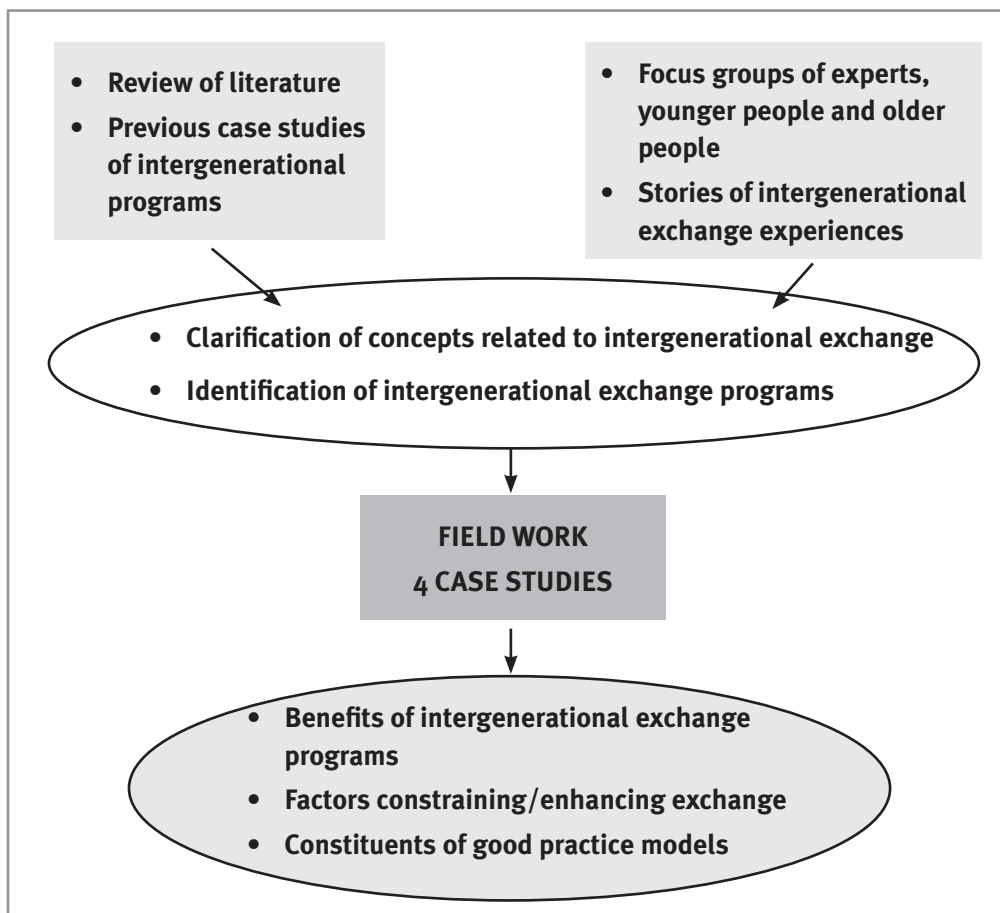 • Review of literature
• Previous case studies
of intergenerational
programs
• Focus groups of experts,
younger people and older
people
• Stories of intergenerational
exchange experiences
• Clarification of concepts related to intergenerational exchange
• Identification of intergenerational exchange programs
FIELD WORK
4 CASE STUDIES
• Benefits of intergenerational exchange
programs
• Factors constraining/enhancing exchange
• Constituents of good practice models